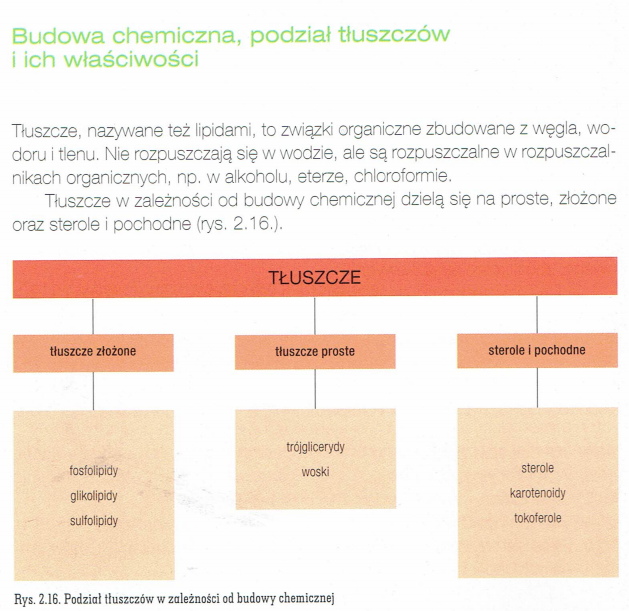 Budowa chemiczna, podział tłuszczów
i ich właściwości
Tłuszcze, nazywane też lipidami, to związki organiczne zbudowane z węgla, wo-
doru i tlenu. Nie rozpuszczają się w wodzie, ale są rozpuszczalne w rozpuszczal-
nikach organicznych, np. w alkoholu, eterze, chloroformie.
Tłuszcze w zależności od budowy chemicznej dzielą się na proste, złożone
oraz sterole i pochodne (rys. 2.16.).
TŁUSZCZE
tłuszcze złożone
fosfolipidy
glikolipidy
sulfolipidy
tłuszcze proste
trójglicerydy
woski
sterole i pochodne
sterole
karotenoidy
tokoferole
Rys. 2.16. Podział tłuszczów w zależności od budowy chemicznej